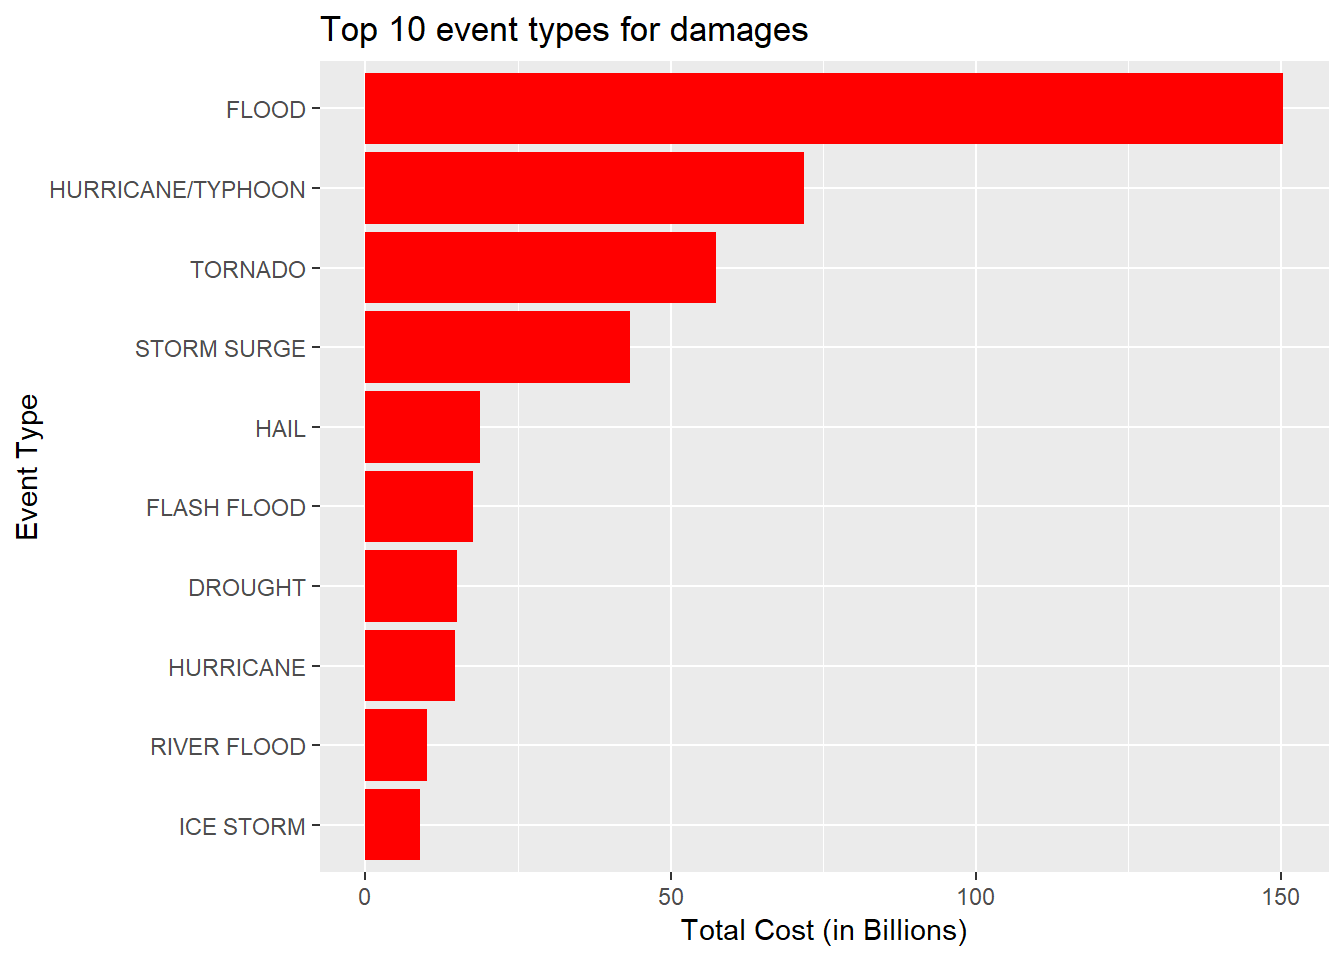 Top 10 event types for damages
Event Type
FLOOD
HURRICANE/TYPHOON
TORNADO
STORM SURGE
HAIL
FLASH FLOOD
DROUGHT
HURRICANE
RIVER FLOOD
ICE STORM
0 50 100 150
Total Cost (in Billions)